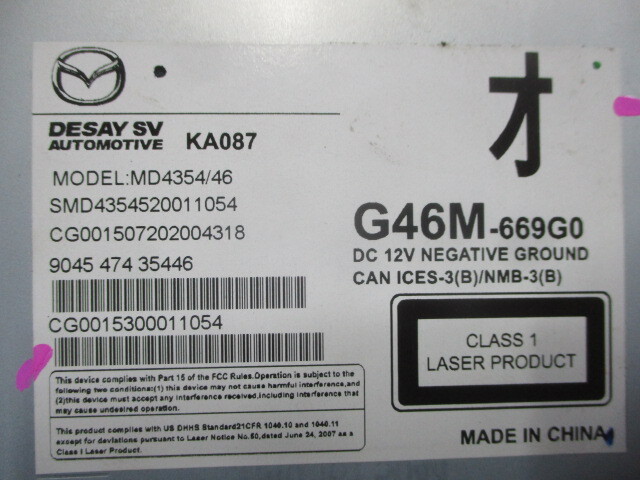 DESAY SV
AUTOMOTIVE KA087
オ
MODEL:MD4354/46
SMD4354520011054
CG001507202004318
9045 474 35446
CG0015300011054
G46M-669G0
DC 12V NEGATIVE GROUND
CAN ICES-3(B)/NMB-3(B)
CLASS 1
LASER PRODUCT
This device complies with Part 15 of the FCC Rules.Operation is subject to the
following two conditions:(1) this device may not cause harmful interference,and
(2)this device must accept any interference received,including interference that
may cause undesired operation.
This product complies with US DHHS Standard21CFR 1040.10 and 1040.11
except for deviations pursuant to Laser Notice No.50,dated June 24, 2007 as a
Class I Laser Product.
MADE IN CHINA